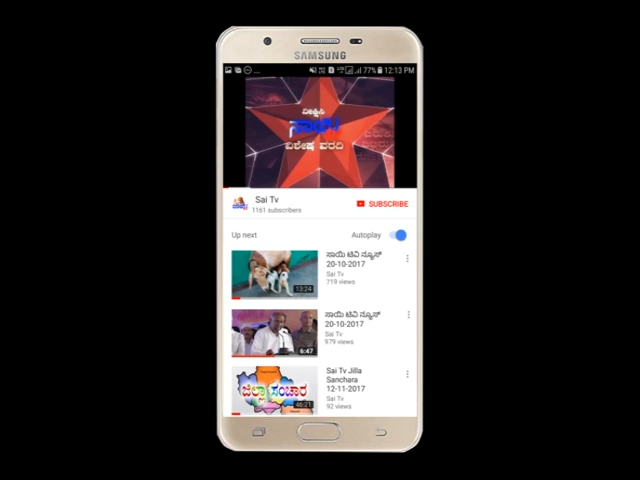 SAMSUNG
77% 12:13 PM
ವೀಕ್ಷಿಸಿ
ವಿಶೇಷ ವರದಿ
Sai Tv
1161 subscribers
SUBSCRIBE
Up next
Autoplay
ಸಾಯಿ ಟಿವಿ ನ್ಯೂಸ್
20-10-2017
Sai Tv
719 views
13:24
ಸಾಯಿ ಟಿವಿ ನ್ಯೂಸ್
20-10-2017
Sai Tv
979 views
6:47
Sai Tv Jilla
Sanchara
12-11-2017
Sai Tv
92 views
ಜಿಲ್ಲಾ ಸಂಚಾರ
46:21